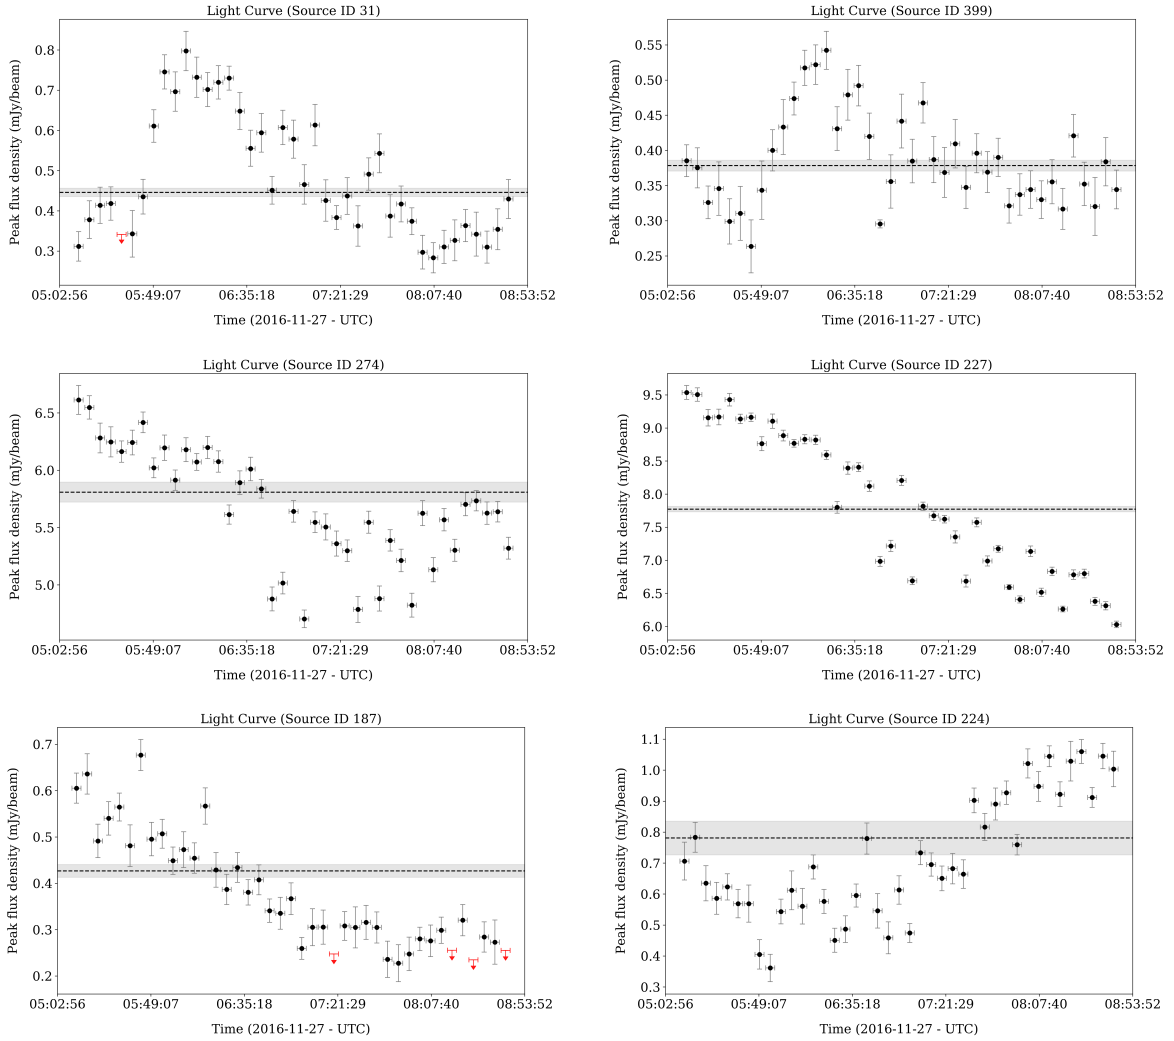 Light Curve (Source ID 31)
Peak flux density (mJy/beam)
0.8
0.7
0.6
0.5
0.4
0.3
05:02:56 05:49:07 06:35:18 07:21:29 08:07:40 08:53:52
Time (2016-11-27 - UTC)
Light Curve (Source ID 399)
Peak flux density (mJy/beam)
0.55
0.50
0.45
0.40
0.35
0.30
0.25
05:02:56 05:49:07 06:35:18 07:21:29 08:07:40 08:53:52
Time (2016-11-27 - UTC)
Light Curve (Source ID 274)
Peak flux density (mJy/beam)
6.5
6.0
5.5
5.0
05:02:56 05:49:07 06:35:18 07:21:29 08:07:40 08:53:52
Time (2016-11-27 - UTC)
Light Curve (Source ID 227)
Peak flux density (mJy/beam)
9.5
9.0
8.5
8.0
7.5
7.0
6.5
6.0
05:02:56 05:49:07 06:35:18 07:21:29 08:07:40 08:53:52
Time (2016-11-27 - UTC)
Light Curve (Source ID 187)
Peak flux density (mJy/beam)
0.7
0.6
0.5
0.4
0.3
0.2
05:02:56 05:49:07 06:35:18 07:21:29 08:07:40 08:53:52
Time (2016-11-27 - UTC)
Light Curve (Source ID 224)
Peak flux density (mJy/beam)
1.1
1.0
0.9
0.8
0.7
0.6
0.5
0.4
0.3
05:02:56 05:49:07 06:35:18 07:21:29 08:07:40 08:53:52
Time (2016-11-27 - UTC)